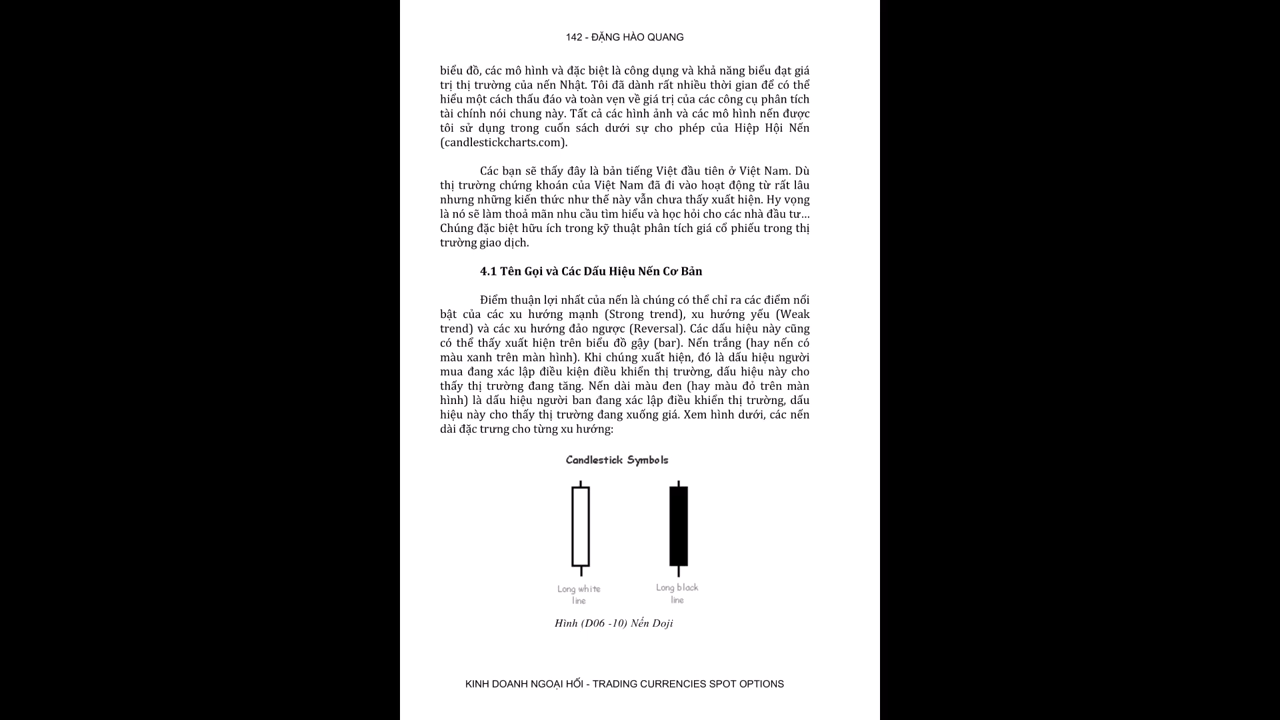 142 - ĐẶNG HÀO QUANG
biểu đồ, các mô hình và đặc biệt là công dụng và khả năng biểu đạt giá
trị thị trường của nến Nhật. Tôi đã dành rất nhiều thời gian để có thể
hiểu một cách thấu đáo và toàn vẹn về giá trị của các công cụ phân tích
tài chính nói chung này. Tất cả các hình ảnh và các mô hình nến được
tôi sử dụng trong cuốn sách dưới sự cho phép của Hiệp Hội Nến
(candlestickcharts.com).
Các bạn sẽ thấy đây là bản tiếng Việt đầu tiên ở Việt Nam. Dù
thị trường chứng khoán của Việt Nam đã đi vào hoạt động từ rất lâu
nhưng những kiến thức như thế này vẫn chưa thấy xuất hiện. Hy vọng
là nó sẽ làm thoả mãn nhu cầu tìm hiểu và học hỏi cho các nhà đầu tư...
Chúng đặc biệt hữu ích trong kỹ thuật phân tích giá cổ phiếu trong thị
trường giao dịch.
4.1 Tên Gọi và Các Dấu Hiệu Nến Cơ Bản
Điểm thuận lợi nhất của nến là chúng có thể chỉ ra các điểm nổi
bật của các xu hướng mạnh (Strong trend), xu hướng yếu (Weak
trend) và các xu hướng đảo ngược (Reversal). Các dấu hiệu này cũng
có thể thấy xuất hiện trên biểu đồ gậy (bar). Nến trắng (hay nến có
màu xanh trên màn hình). Khi chúng xuất hiện, đó là dấu hiệu người
mua đang xác lập điều kiện điều khiển thị trường, dấu hiệu này cho
thấy thị trường đang tăng. Nến dài màu đen (hay màu đỏ trên màn
hình) là dấu hiệu người ban đang xác lập điều khiển thị trường, dấu
hiệu này cho thấy thị trường đang xuống giá. Xem hình dưới, các nến
dài đặc trưng cho từng xu hướng:
Candlestick Symbols
Long white
line
Long black
line
Hình (D06 -10) Nến Doji
KINH DOANH NGOẠI HỐI - TRADING CURRENCIES SPOT OPTIONS